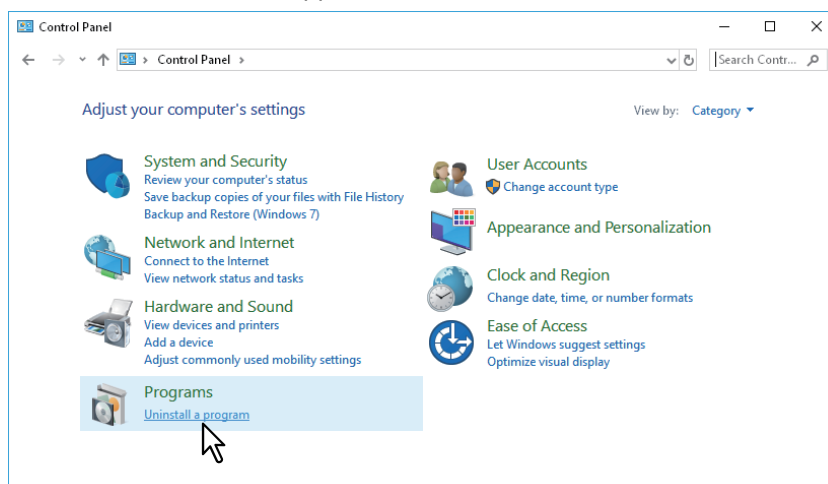 Control Panel
Control Panel
Search Contr...
Adjust your computer's settings
View by: Category
System and Security
Review your computer's status
Save backup copies of your files with File History
Backup and Restore (Windows 7)
Network and Internet
Connect to the Internet
View network status and tasks
Hardware and Sound
View devices and printers
Add a device
Adjust commonly used mobility settings
Programs
Uninstall a program
User Accounts
Change account type
Appearance and Personalization
Clock and Region
Change date, time, or number formats
Ease of Access
Let Windows suggest settings
Optimize visual display